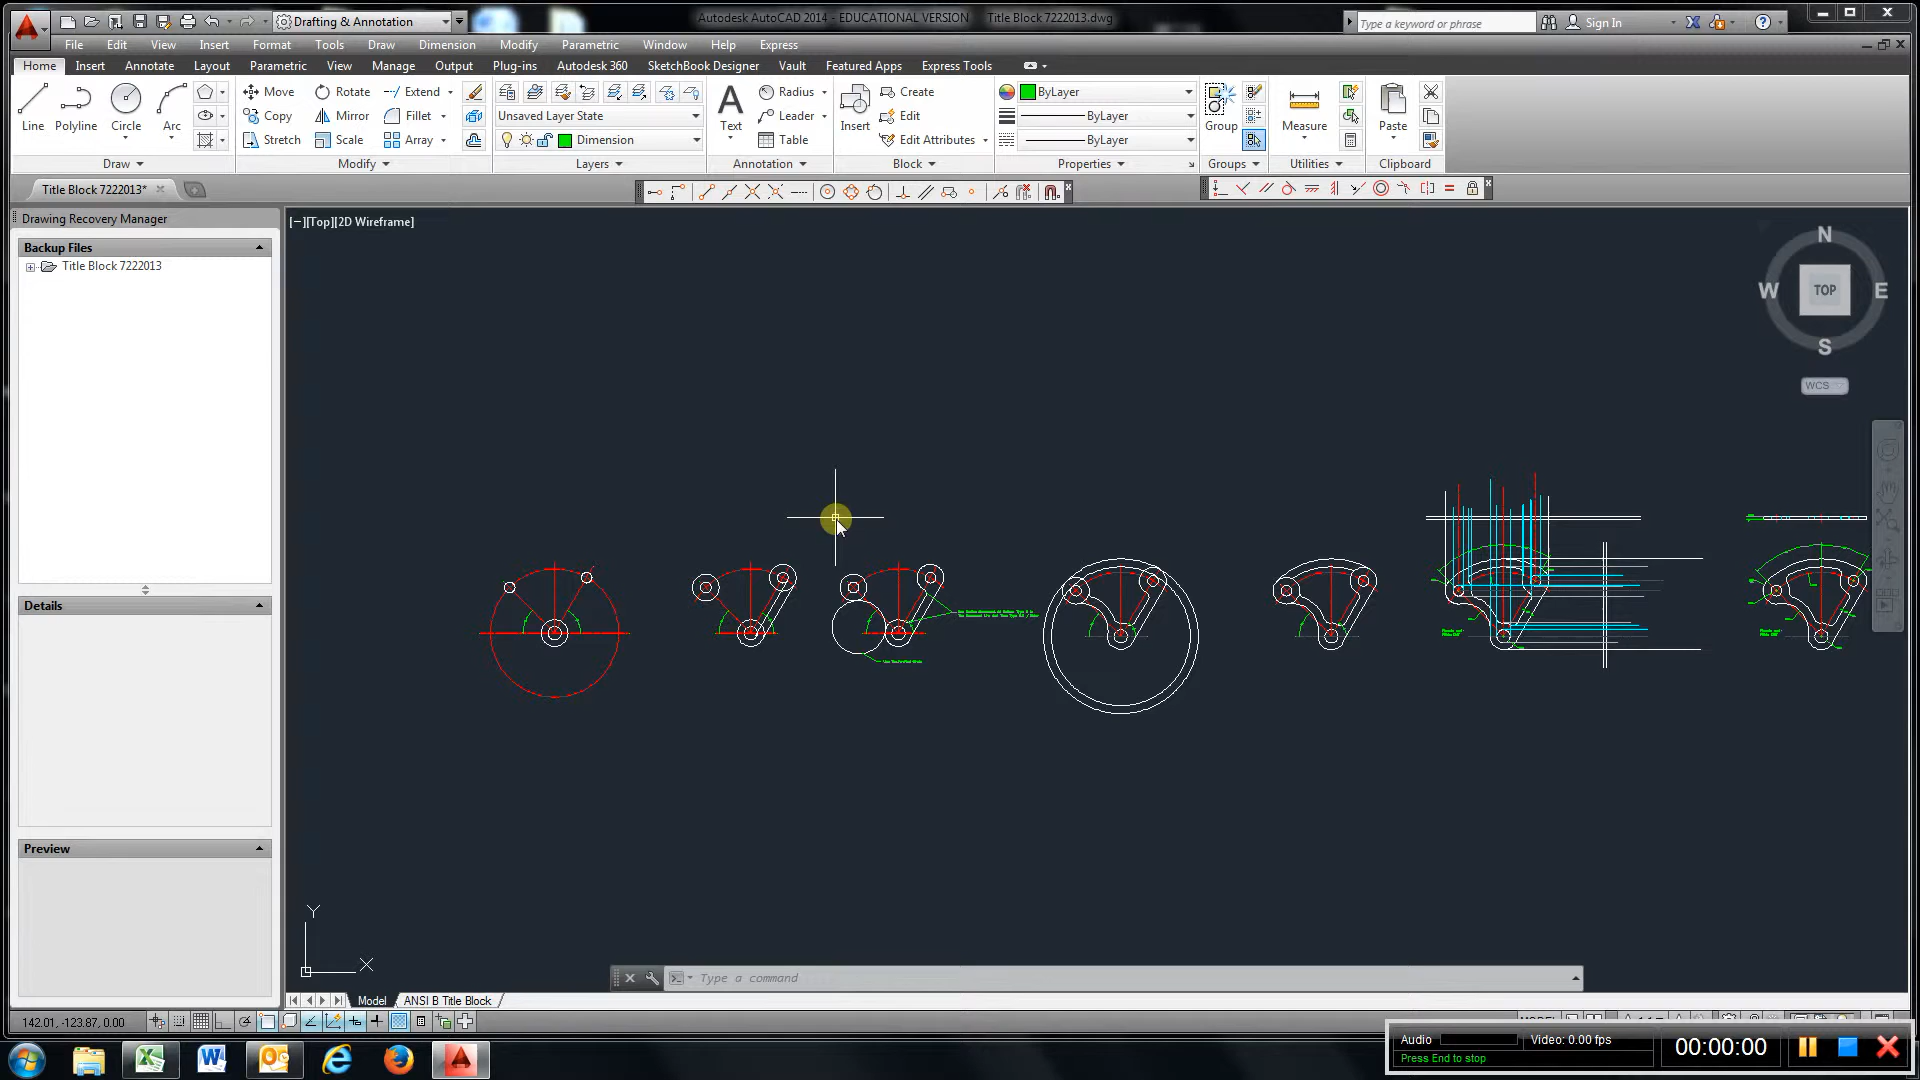 Drafting & Annotation
Autodesk AutoCAD 2014 - EDUCATIONAL VERSION Title Block 7222013.dwg
Type a keyword or phrase
Sign In
File Edit View Insert Format Tools Draw Dimension Modify Parametric Window Help Express
Home Insert Annotate Layout Parametric View Manage Output Plug-ins Autodesk 360 SketchBook Designer Vault Featured Apps Express Tools
Move Rotate Extend
ByLayer
Radius
Create
Line Polyline Circle Arc
Copy Mirror Fillet
Unsaved Layer State
Text
Leader
Insert
Edit
ByLayer
Group
Measure
Paste
Stretch Scale Array
Dimension
Table
Edit Attributes
ByLayer
Draw
Modify
Layers
Annotation
Block
Properties
Groups
Utilities
Clipboard
Title Block 7222013*
Drawing Recovery Manager
[−][Top][2D Wireframe]
Backup Files
Title Block 7222013
N
W TOP E
S
WCS
Details
Preview
Y
X
Type a command
Model ANSI B Title Block
142.01, -123.87, 0.00
Audio
Video: 0.00 fps
Press End to stop
00:00:00